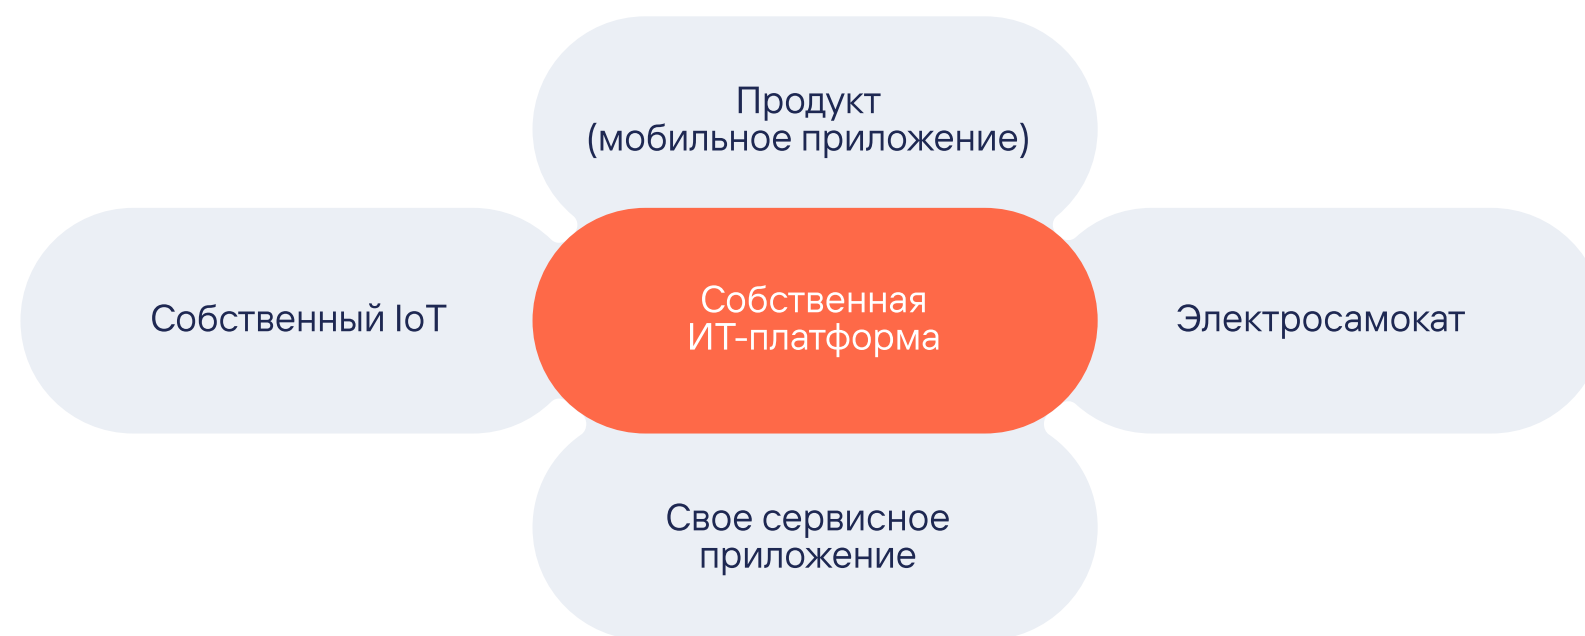 Продукт
(мобильное приложение)
Собственный IoT
Собственная
ИТ-платформа
Электросамокат
Свое сервисное
приложение